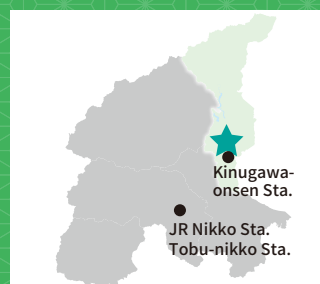 Kinugawa-
onsen Sta.
JR Nikko Sta.
Tobu-nikko Sta.